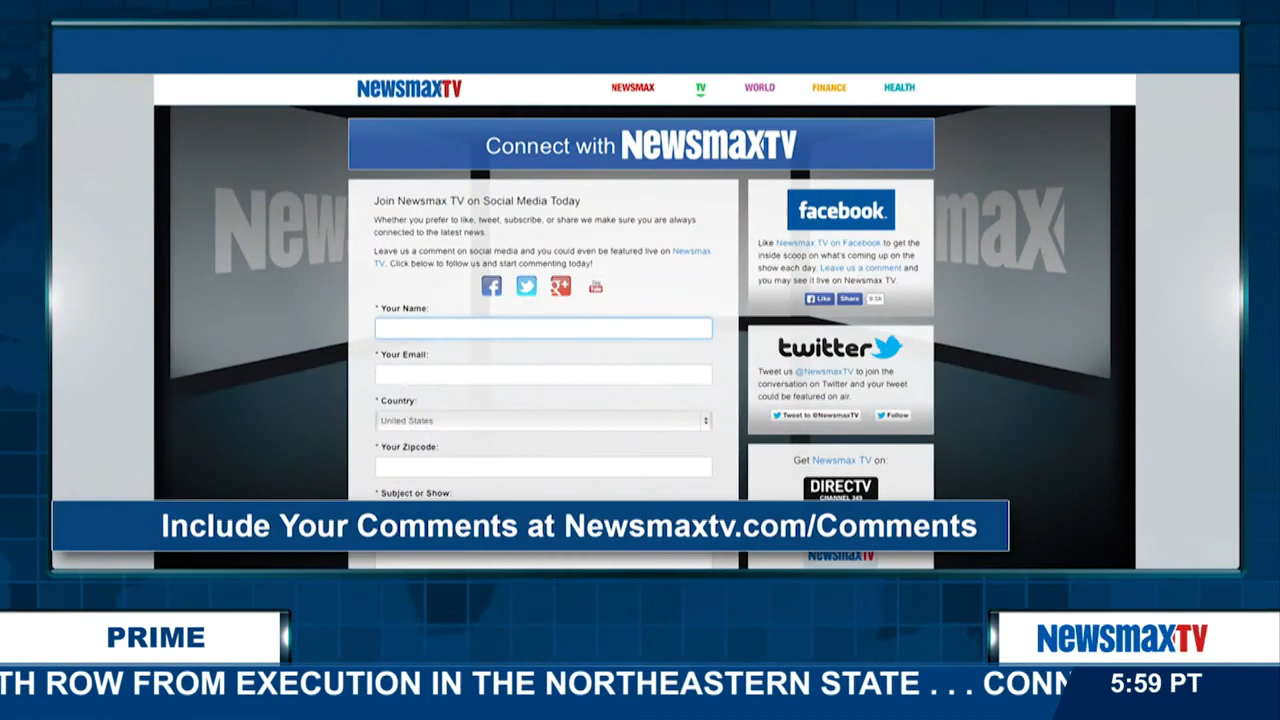 NEWSMAXTV
NEWSMAX TV WORLD FINANCE HEALTH
Connect with NEWSMAXTV
Join Newsmax TV on Social Media Today
Whether you prefer to like, tweet, subscribe, or share we make sure you are always
connected to the latest news.
Leave us a comment on social media and you could even be featured live on Newsmax
TV. Click below to follow us and start commenting today!
* Your Name:
* Your Email:
* Country:
United States
* Your Zipcode:
* Subject or Show:
facebook.
Like Newsmax TV on Facebook to get the
inside scoop on what's coming up on the
show each day. Leave us a comment and
you may see it live on Newsmax TV.
Like Share 9.5k
twitter
Tweet us @NewsmaxTV to join the
conversation on Twitter and your tweet
could be featured on air.
Tweet to @NewsmaxTV Follow
Get Newsmax TV on:
DIRECTV
CHANNEL 349
NEWSMAXTV
Include Your Comments at Newsmaxtv.com/Comments
PRIME
NEWSMAXTV
TH ROW FROM EXECUTION IN THE NORTHEASTERN STATE . . . CONN
5:59 PT